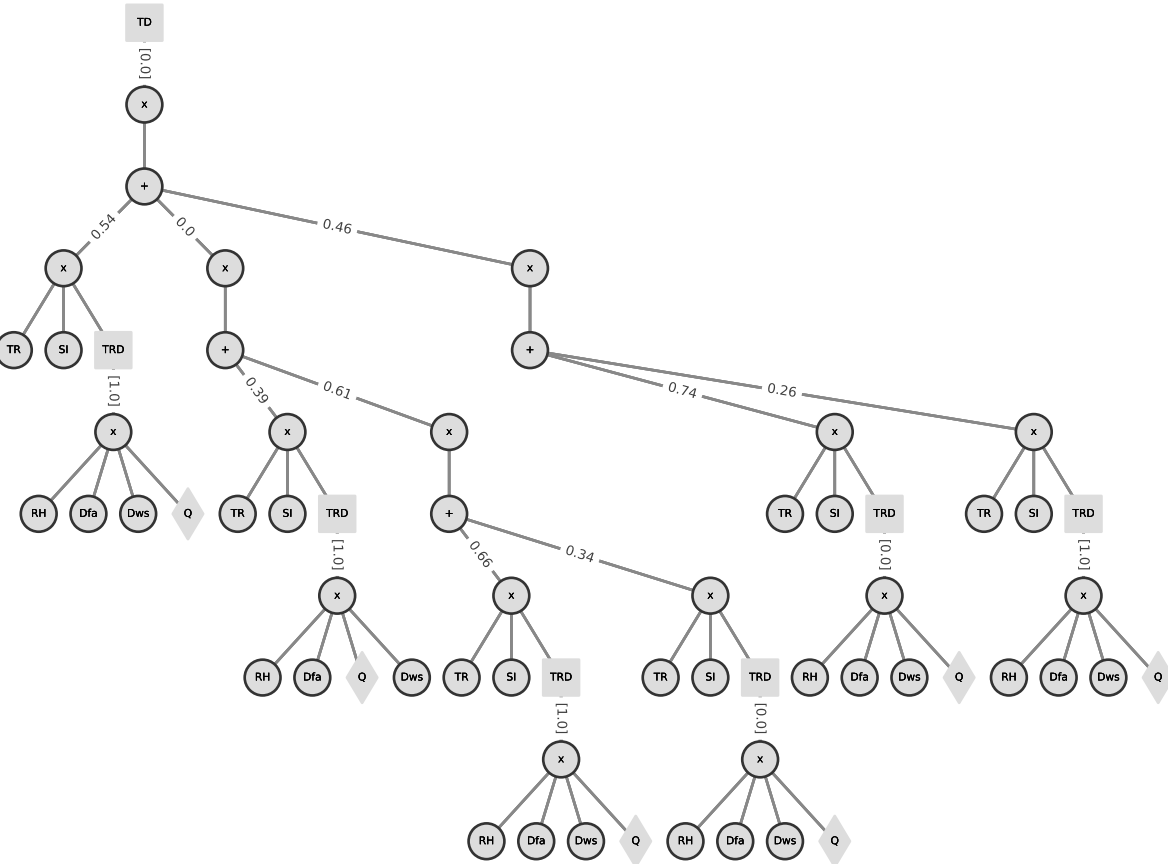 TD
[0.0]
x
+
0.54 0.0 0.46
x x x
TR SI TRD + +
[1.0] 0.39 0.61 0.74 0.26
x x x x x
RH Dfa Dws Q TR SI TRD + TR SI TRD TR SI TRD
[1.0] 0.66 0.34 [0.0] [1.0]
x x x x x
RH Dfa Q Dws TR SI TRD TR SI TRD RH Dfa Dws Q RH Dfa Dws Q
[1.0] [0.0]
x x
RH Dfa Dws Q RH Dfa Dws Q